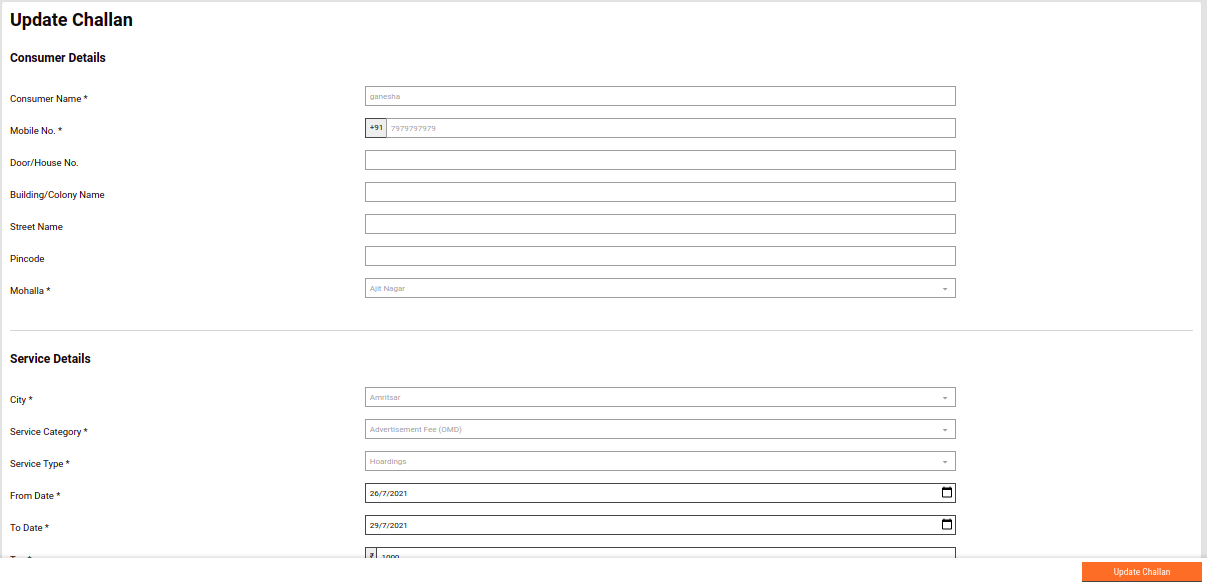 Update Challan
Consumer Details
Consumer Name * ganesha
Mobile No. * +91 7979797979
Door/House No.
Building/Colony Name
Street Name
Pincode
Mohalla * Ajit Nagar
Service Details
City * Amritsar
Service Category * Advertisement Fee (OMD)
Service Type * Hoardings
From Date * 26/7/2021
To Date * 29/7/2021
₹ 1000
Update Challan